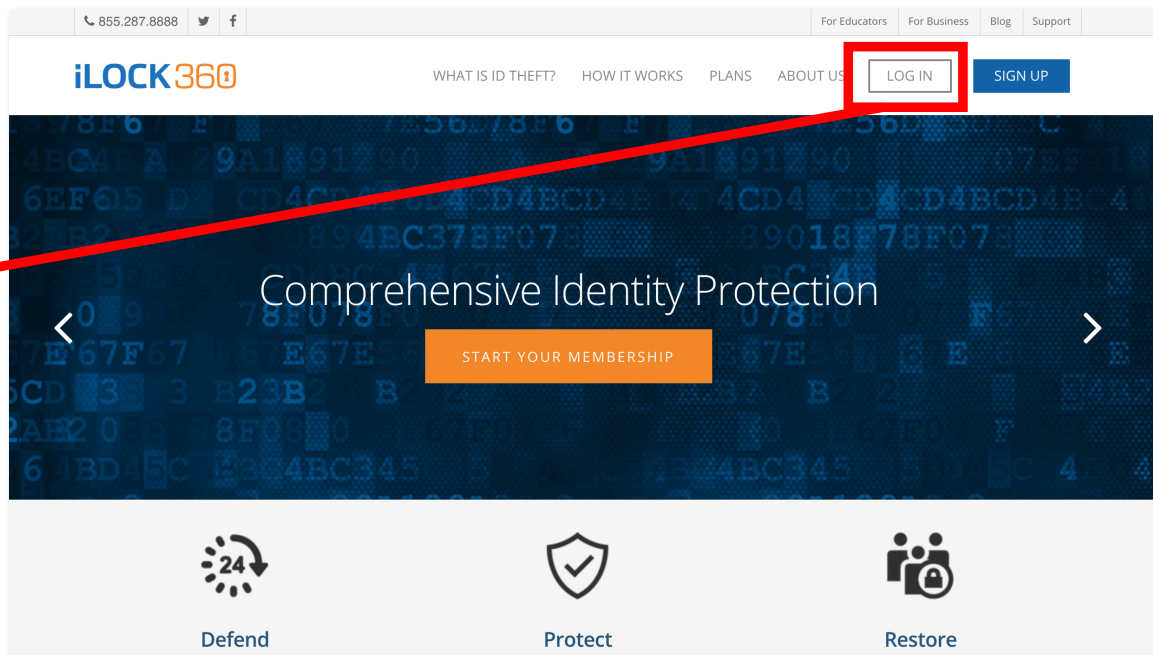 855.287.8888
For Educators For Business Blog Support
iLOCK360
WHAT IS ID THEFT? HOW IT WORKS PLANS ABOUT US LOG IN SIGN UP
Comprehensive Identity Protection
START YOUR MEMBERSHIP
24
Defend Protect Restore